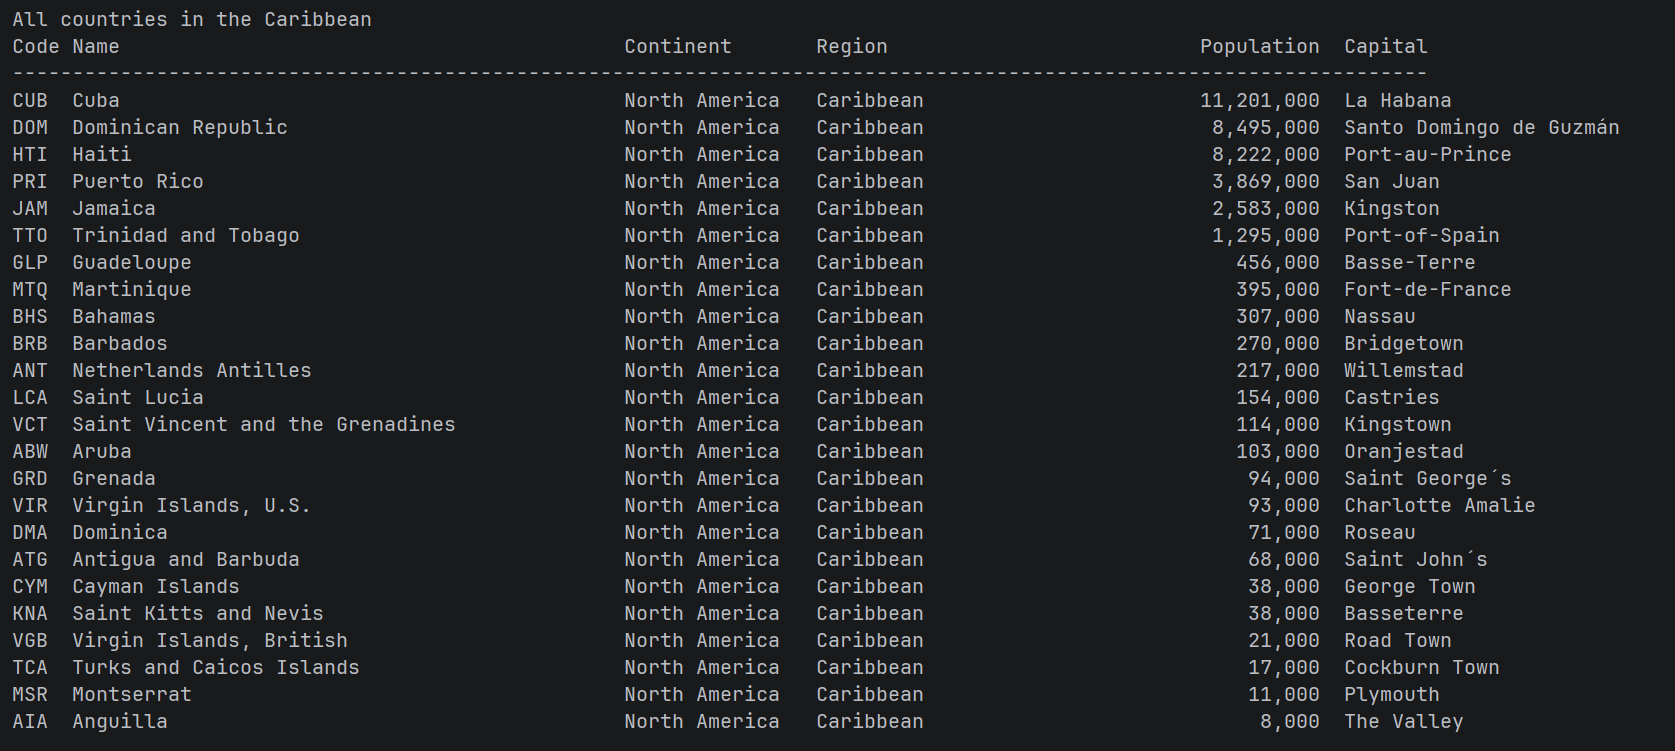 All countries in the Caribbean
Code Name                                          Continent       Region                          Population  Capital
----------------------------------------------------------------------------------------------------------------------
CUB  Cuba                                          North America   Caribbean                       11,201,000  La Habana
DOM  Dominican Republic                            North America   Caribbean                        8,495,000  Santo Domingo de Guzmán
HTI  Haiti                                         North America   Caribbean                        8,222,000  Port-au-Prince
PRI  Puerto Rico                                   North America   Caribbean                        3,869,000  San Juan
JAM  Jamaica                                       North America   Caribbean                        2,583,000  Kingston
TTO  Trinidad and Tobago                           North America   Caribbean                        1,295,000  Port-of-Spain
GLP  Guadeloupe                                    North America   Caribbean                          456,000  Basse-Terre
MTQ  Martinique                                    North America   Caribbean                          395,000  Fort-de-France
BHS  Bahamas                                       North America   Caribbean                          307,000  Nassau
BRB  Barbados                                      North America   Caribbean                          270,000  Bridgetown
ANT  Netherlands Antilles                          North America   Caribbean                          217,000  Willemstad
LCA  Saint Lucia                                   North America   Caribbean                          154,000  Castries
VCT  Saint Vincent and the Grenadines              North America   Caribbean                          114,000  Kingstown
ABW  Aruba                                         North America   Caribbean                          103,000  Oranjestad
GRD  Grenada                                       North America   Caribbean                           94,000  Saint George´s
VIR  Virgin Islands, U.S.                          North America   Caribbean                           93,000  Charlotte Amalie
DMA  Dominica                                      North America   Caribbean                           71,000  Roseau
ATG  Antigua and Barbuda                           North America   Caribbean                           68,000  Saint John´s
CYM  Cayman Islands                                North America   Caribbean                           38,000  George Town
KNA  Saint Kitts and Nevis                         North America   Caribbean                           38,000  Basseterre
VGB  Virgin Islands, British                       North America   Caribbean                           21,000  Road Town
TCA  Turks and Caicos Islands                      North America   Caribbean                           17,000  Cockburn Town
MSR  Montserrat                                    North America   Caribbean                           11,000  Plymouth
AIA  Anguilla                                      North America   Caribbean                            8,000  The Valley